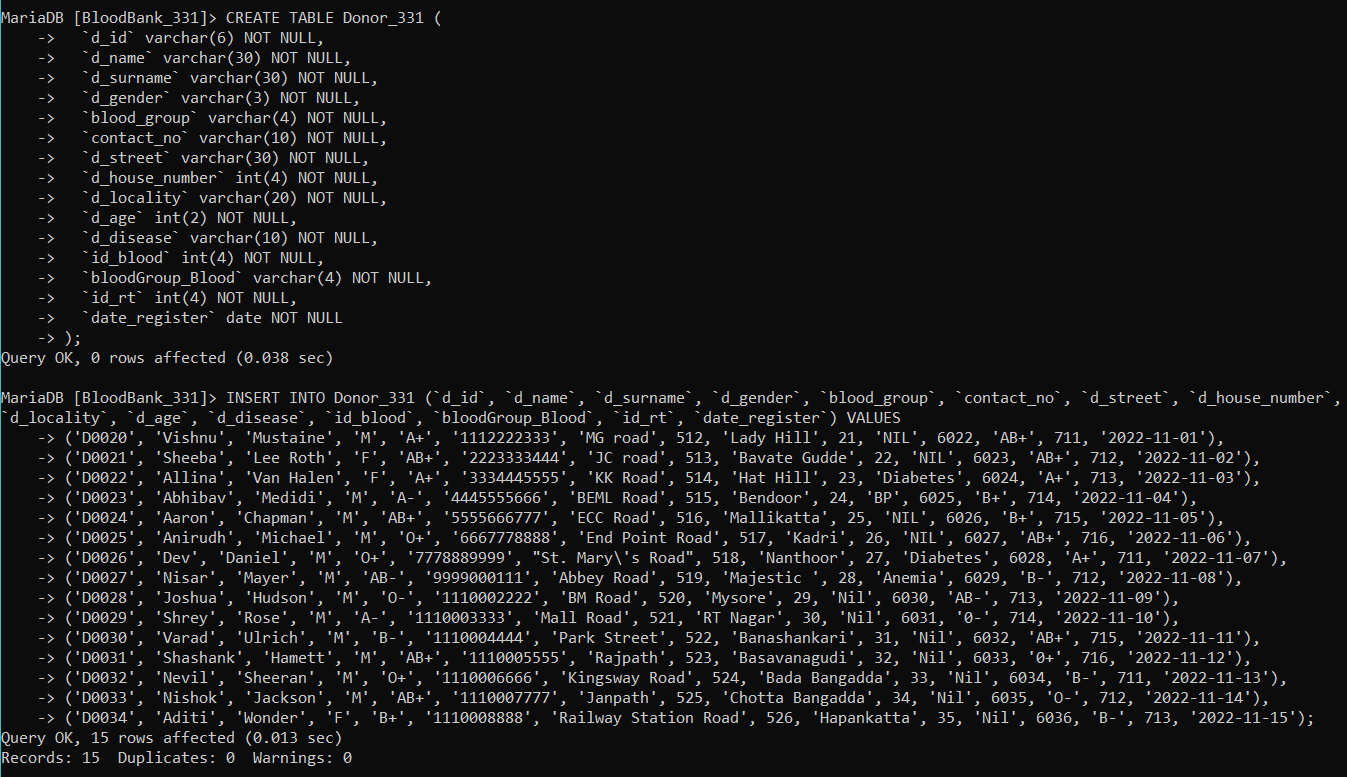 MariaDB [BloodBank_331]> CREATE TABLE Donor_331 (
    ->   `d_id` varchar(6) NOT NULL,
    ->   `d_name` varchar(30) NOT NULL,
    ->   `d_surname` varchar(30) NOT NULL,
    ->   `d_gender` varchar(3) NOT NULL,
    ->   `blood_group` varchar(4) NOT NULL,
    ->   `contact_no` varchar(10) NOT NULL,
    ->   `d_street` varchar(30) NOT NULL,
    ->   `d_house_number` int(4) NOT NULL,
    ->   `d_locality` varchar(20) NOT NULL,
    ->   `d_age` int(2) NOT NULL,
    ->   `d_disease` varchar(10) NOT NULL,
    ->   `id_blood` int(4) NOT NULL,
    ->   `bloodGroup_Blood` varchar(4) NOT NULL,
    ->   `id_rt` int(4) NOT NULL,
    ->   `date_register` date NOT NULL
    -> );
Query OK, 0 rows affected (0.038 sec)

MariaDB [BloodBank_331]> INSERT INTO Donor_331 (`d_id`, `d_name`, `d_surname`, `d_gender`, `blood_group`, `contact_no`, `d_street`, `d_house_number`,
`d_locality`, `d_age`, `d_disease`, `id_blood`, `bloodGroup_Blood`, `id_rt`, `date_register`) VALUES
    -> ('D0020', 'Vishnu', 'Mustaine', 'M', 'A+', '1112222333', 'MG road', 512, 'Lady Hill', 21, 'NIL', 6022, 'AB+', 711, '2022-11-01'),
    -> ('D0021', 'Sheeba', 'Lee Roth', 'F', 'AB+', '2223333444', 'JC road', 513, 'Bavate Gudde', 22, 'NIL', 6023, 'AB+', 712, '2022-11-02'),
    -> ('D0022', 'Allina', 'Van Halen', 'F', 'A+', '3334445555', 'KK Road', 514, 'Hat Hill', 23, 'Diabetes', 6024, 'A+', 713, '2022-11-03'),
    -> ('D0023', 'Abhibav', 'Medidi', 'M', 'A-', '4445555666', 'BEML Road', 515, 'Bendoor', 24, 'BP', 6025, 'B+', 714, '2022-11-04'),
    -> ('D0024', 'Aaron', 'Chapman', 'M', 'AB+', '5555666777', 'ECC Road', 516, 'Mallikatta', 25, 'NIL', 6026, 'B+', 715, '2022-11-05'),
    -> ('D0025', 'Anirudh', 'Michael', 'M', 'O+', '6667778888', 'End Point Road', 517, 'Kadri', 26, 'NIL', 6027, 'AB+', 716, '2022-11-06'),
    -> ('D0026', 'Dev', 'Daniel', 'M', 'O+', '7778889999', "St. Mary\'s Road", 518, 'Nanthoor', 27, 'Diabetes', 6028, 'A+', 711, '2022-11-07'),
    -> ('D0027', 'Nisar', 'Mayer', 'M', 'AB-', '9999000111', 'Abbey Road', 519, 'Majestic ', 28, 'Anemia', 6029, 'B-', 712, '2022-11-08'),
    -> ('D0028', 'Joshua', 'Hudson', 'M', 'O-', '1110002222', 'BM Road', 520, 'Mysore', 29, 'Nil', 6030, 'AB-', 713, '2022-11-09'),
    -> ('D0029', 'Shrey', 'Rose', 'M', 'A-', '1110003333', 'Mall Road', 521, 'RT Nagar', 30, 'Nil', 6031, '0-', 714, '2022-11-10'),
    -> ('D0030', 'Varad', 'Ulrich', 'M', 'B-', '1110004444', 'Park Street', 522, 'Banashankari', 31, 'Nil', 6032, 'AB+', 715, '2022-11-11'),
    -> ('D0031', 'Shashank', 'Hamett', 'M', 'AB+', '1110005555', 'Rajpath', 523, 'Basavanagudi', 32, 'Nil', 6033, '0+', 716, '2022-11-12'),
    -> ('D0032', 'Nevil', 'Sheeran', 'M', 'O+', '1110006666', 'Kingsway Road', 524, 'Bada Bangadda', 33, 'Nil', 6034, 'B-', 711, '2022-11-13'),
    -> ('D0033', 'Nishok', 'Jackson', 'M', 'AB+', '1110007777', 'Janpath', 525, 'Chotta Bangadda', 34, 'Nil', 6035, 'O-', 712, '2022-11-14'),
    -> ('D0034', 'Aditi', 'Wonder', 'F', 'B+', '1110008888', 'Railway Station Road', 526, 'Hapankatta', 35, 'Nil', 6036, 'B-', 713, '2022-11-15');
Query OK, 15 rows affected (0.013 sec)
Records: 15  Duplicates: 0  Warnings: 0